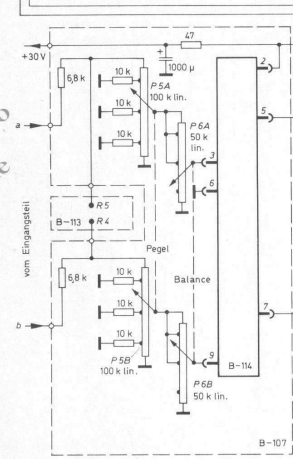 47
+30 V
1000 µ
+
2
6,8 k
10 k
P 5A
100 k lin.
10 k
5
P 6A
50 k
lin.
a
10 k
3
6
R 5
B-113
R 4
vom Eingangsteil
Pegel
6,8 k
10 k
Balance
7
10 k
b
10 k
9
P 5B
100 k lin.
B-114
P 6B
50 k lin.
B-107